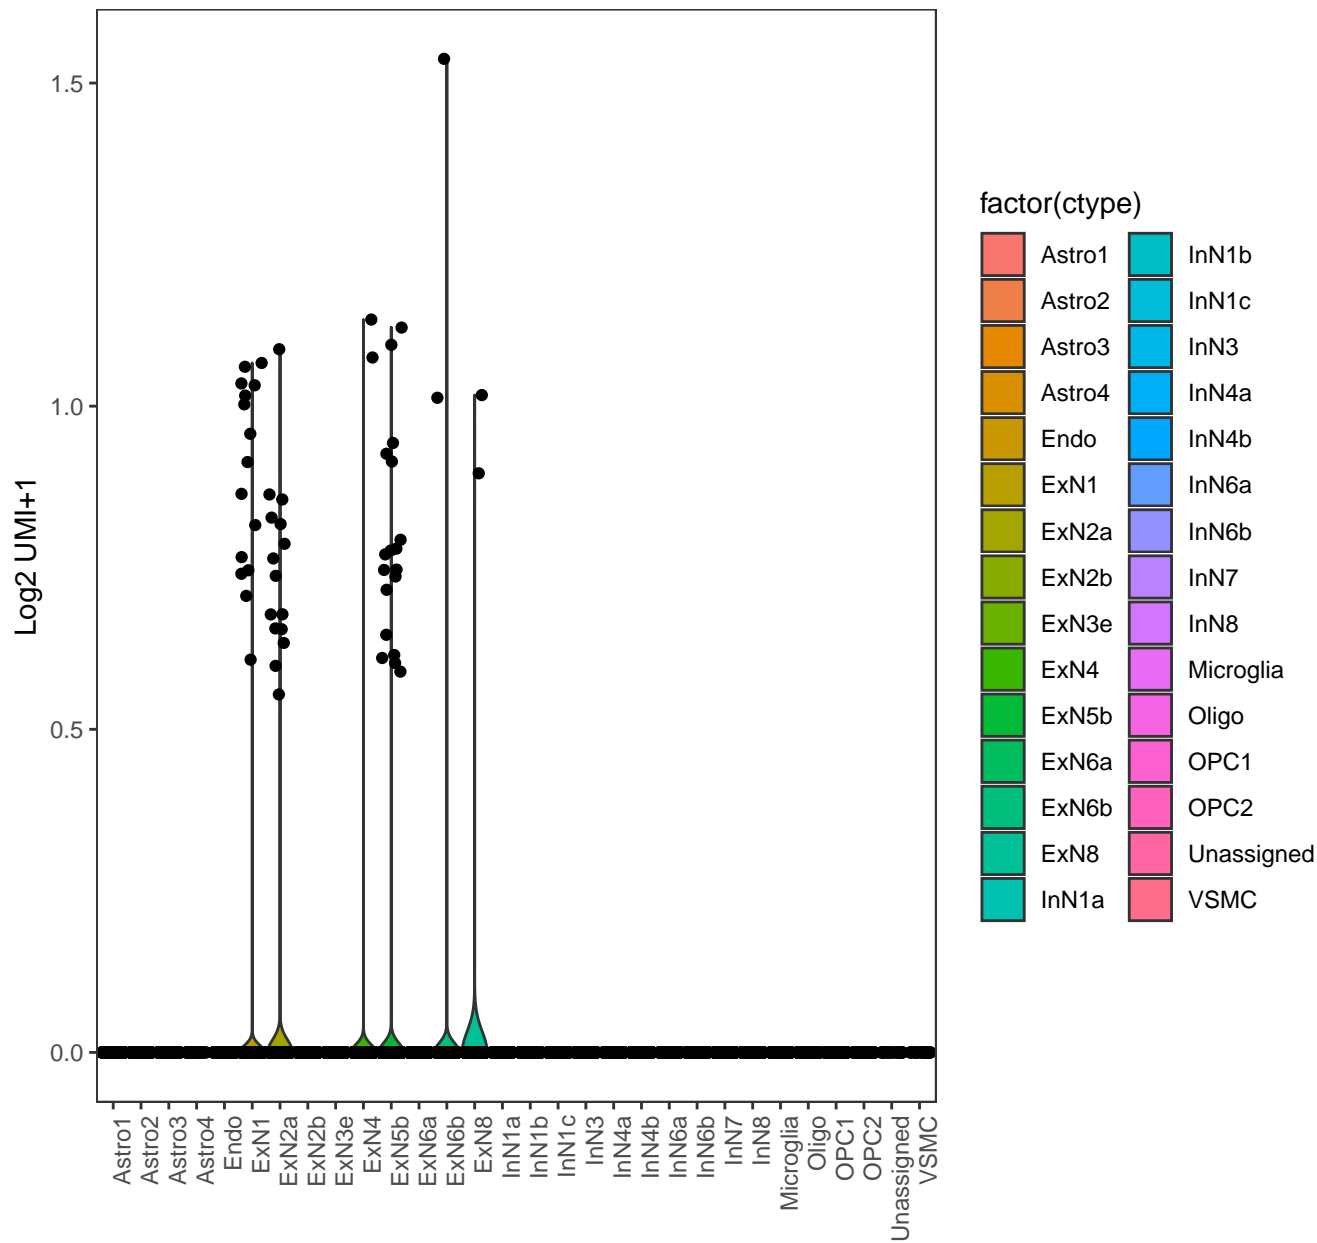 Log2 UMI+1
1.5
1.0
0.5
0.0
Astro1
Astro2
Astro3
Astro4
Endo
ExN1
ExN2a
ExN2b
ExN3e
ExN4
ExN5b
ExN6a
ExN6b
ExN8
InN1a
InN1b
InN1c
InN3
InN4a
InN4b
InN6a
InN6b
InN7
InN8
Microglia
Oligo
OPC1
OPC2
Unassigned
VSMC
factor(ctype)
Astro1
Astro2
Astro3
Astro4
Endo
ExN1
ExN2a
ExN2b
ExN3e
ExN4
ExN5b
ExN6a
ExN6b
ExN8
InN1a
InN1b
InN1c
InN3
InN4a
InN4b
InN6a
InN6b
InN7
InN8
Microglia
Oligo
OPC1
OPC2
Unassigned
VSMC